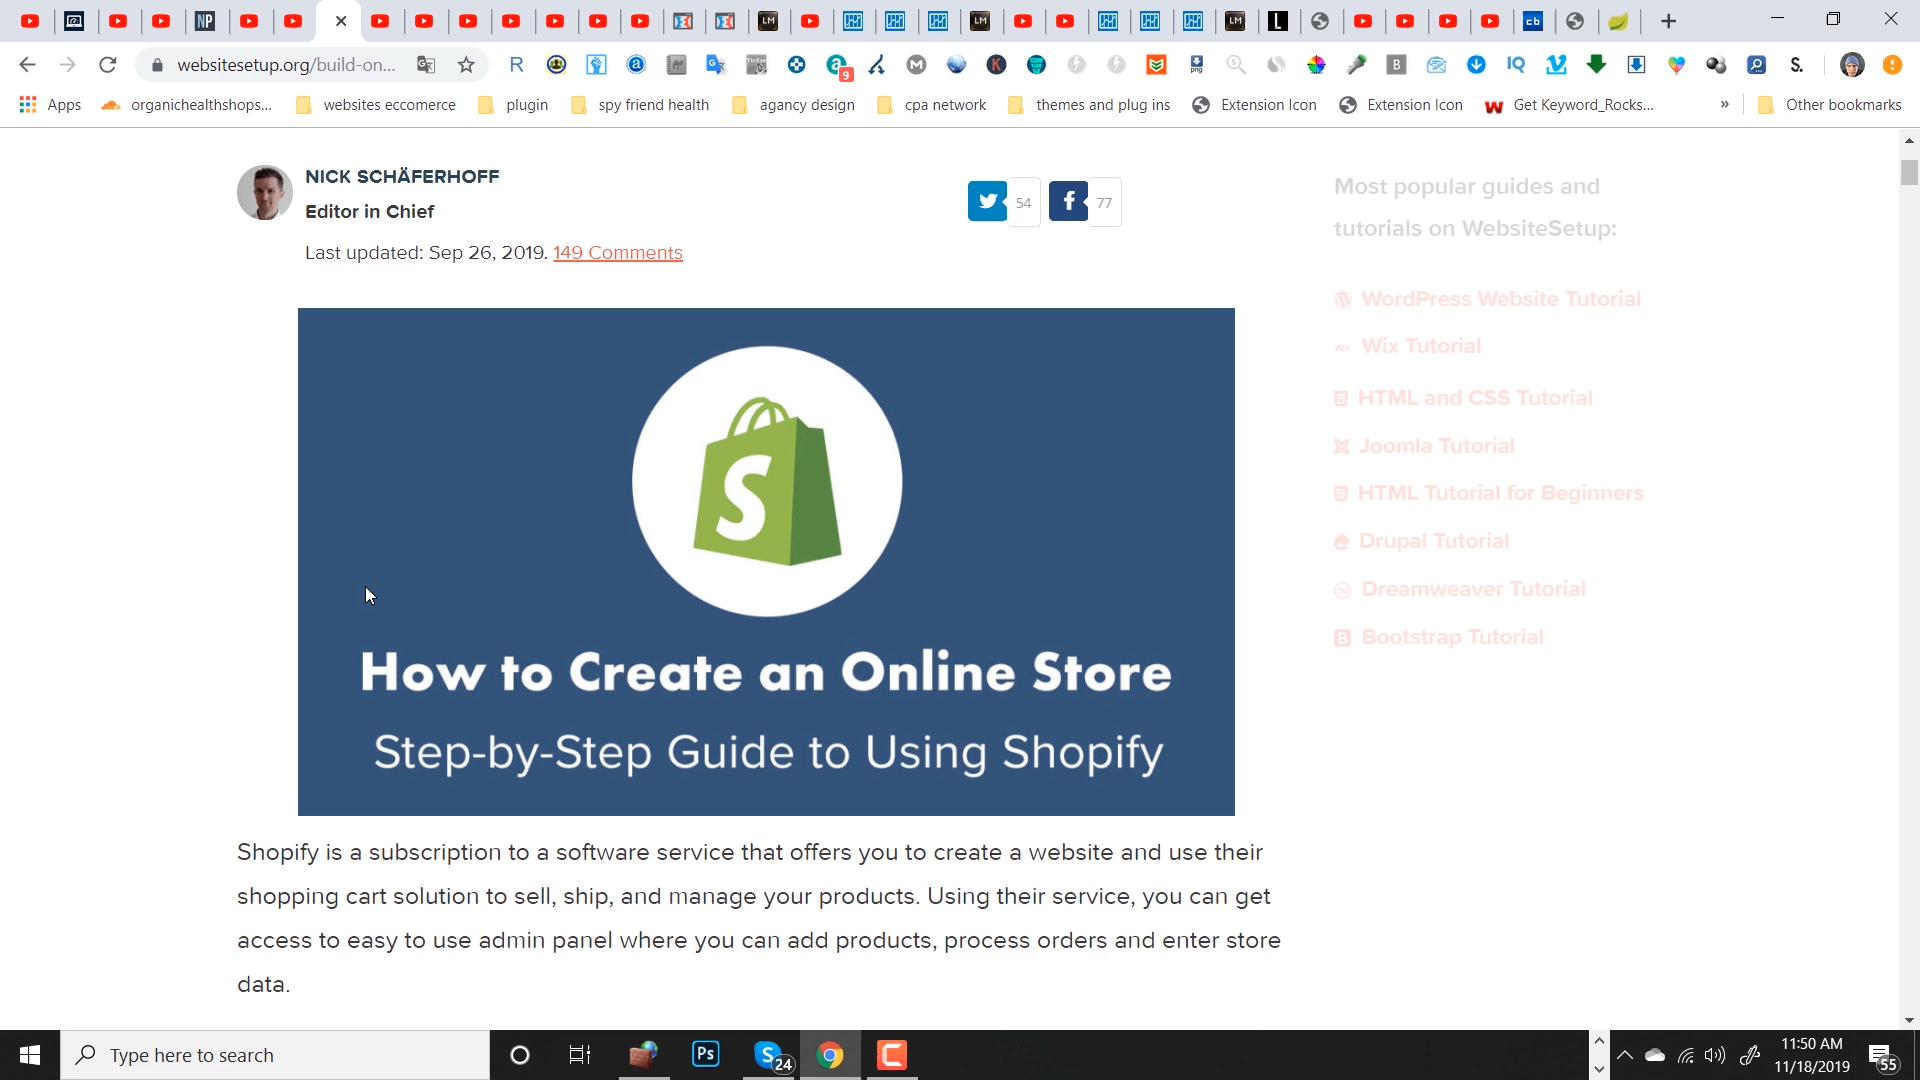 websitesetup.org/build-on...
Apps
organichealthshops...
websites eccomerce
plugin
spy friend health
agancy design
cpa network
themes and plug ins
Extension Icon
Extension Icon
Get Keyword_Rocks...
»
Other bookmarks
NICK SCHÄFERHOFF
Editor in Chief
Last updated: Sep 26, 2019. 149 Comments
54
77
Most popular guides and
tutorials on WebsiteSetup:
WordPress Website Tutorial
WIX Wix Tutorial
HTML and CSS Tutorial
Joomla Tutorial
HTML Tutorial for Beginners
Drupal Tutorial
Dreamweaver Tutorial
Bootstrap Tutorial
S
How to Create an Online Store
Step-by-Step Guide to Using Shopify
Shopify is a subscription to a software service that offers you to create a website and use their
shopping cart solution to sell, ship, and manage your products. Using their service, you can get
access to easy to use admin panel where you can add products, process orders and enter store
data.
Type here to search
Ps
24
11:50 AM
11/18/2019
55